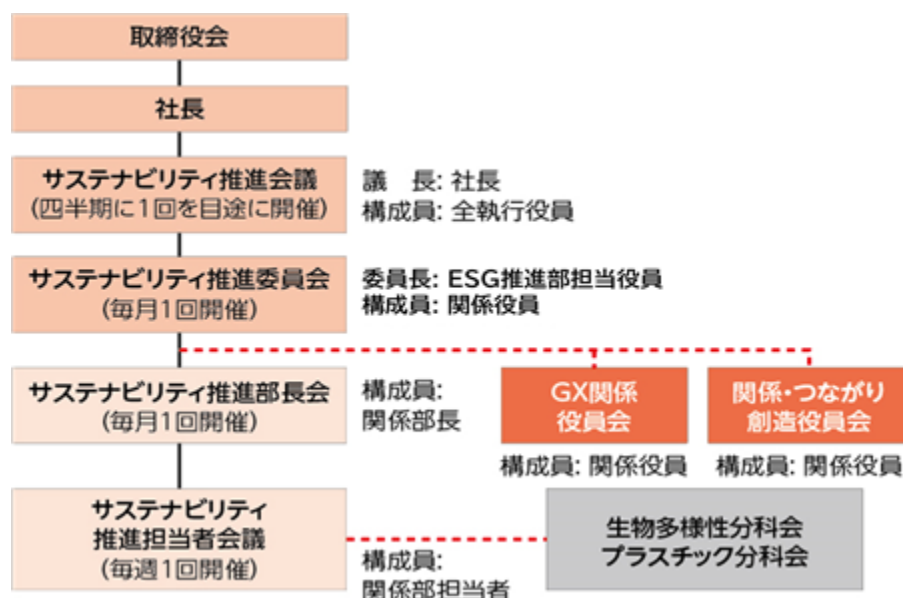 取締役会
社長
サステナビリティ推進会議
(四半期に1回を目途に開催)
議　長: 社長
構成員: 全執行役員
サステナビリティ推進委員会
(毎月1回開催)
委員長: ESG推進部担当役員
構成員: 関係役員
サステナビリティ推進部長会
(毎月1回開催)
構成員:
関係部長
GX関係
役員会
構成員: 関係役員
関係・つながり
創造役員会
構成員: 関係役員
サステナビリティ
推進担当者会議
(毎週1回開催)
構成員:
関係部担当者
生物多様性分科会
プラスチック分科会